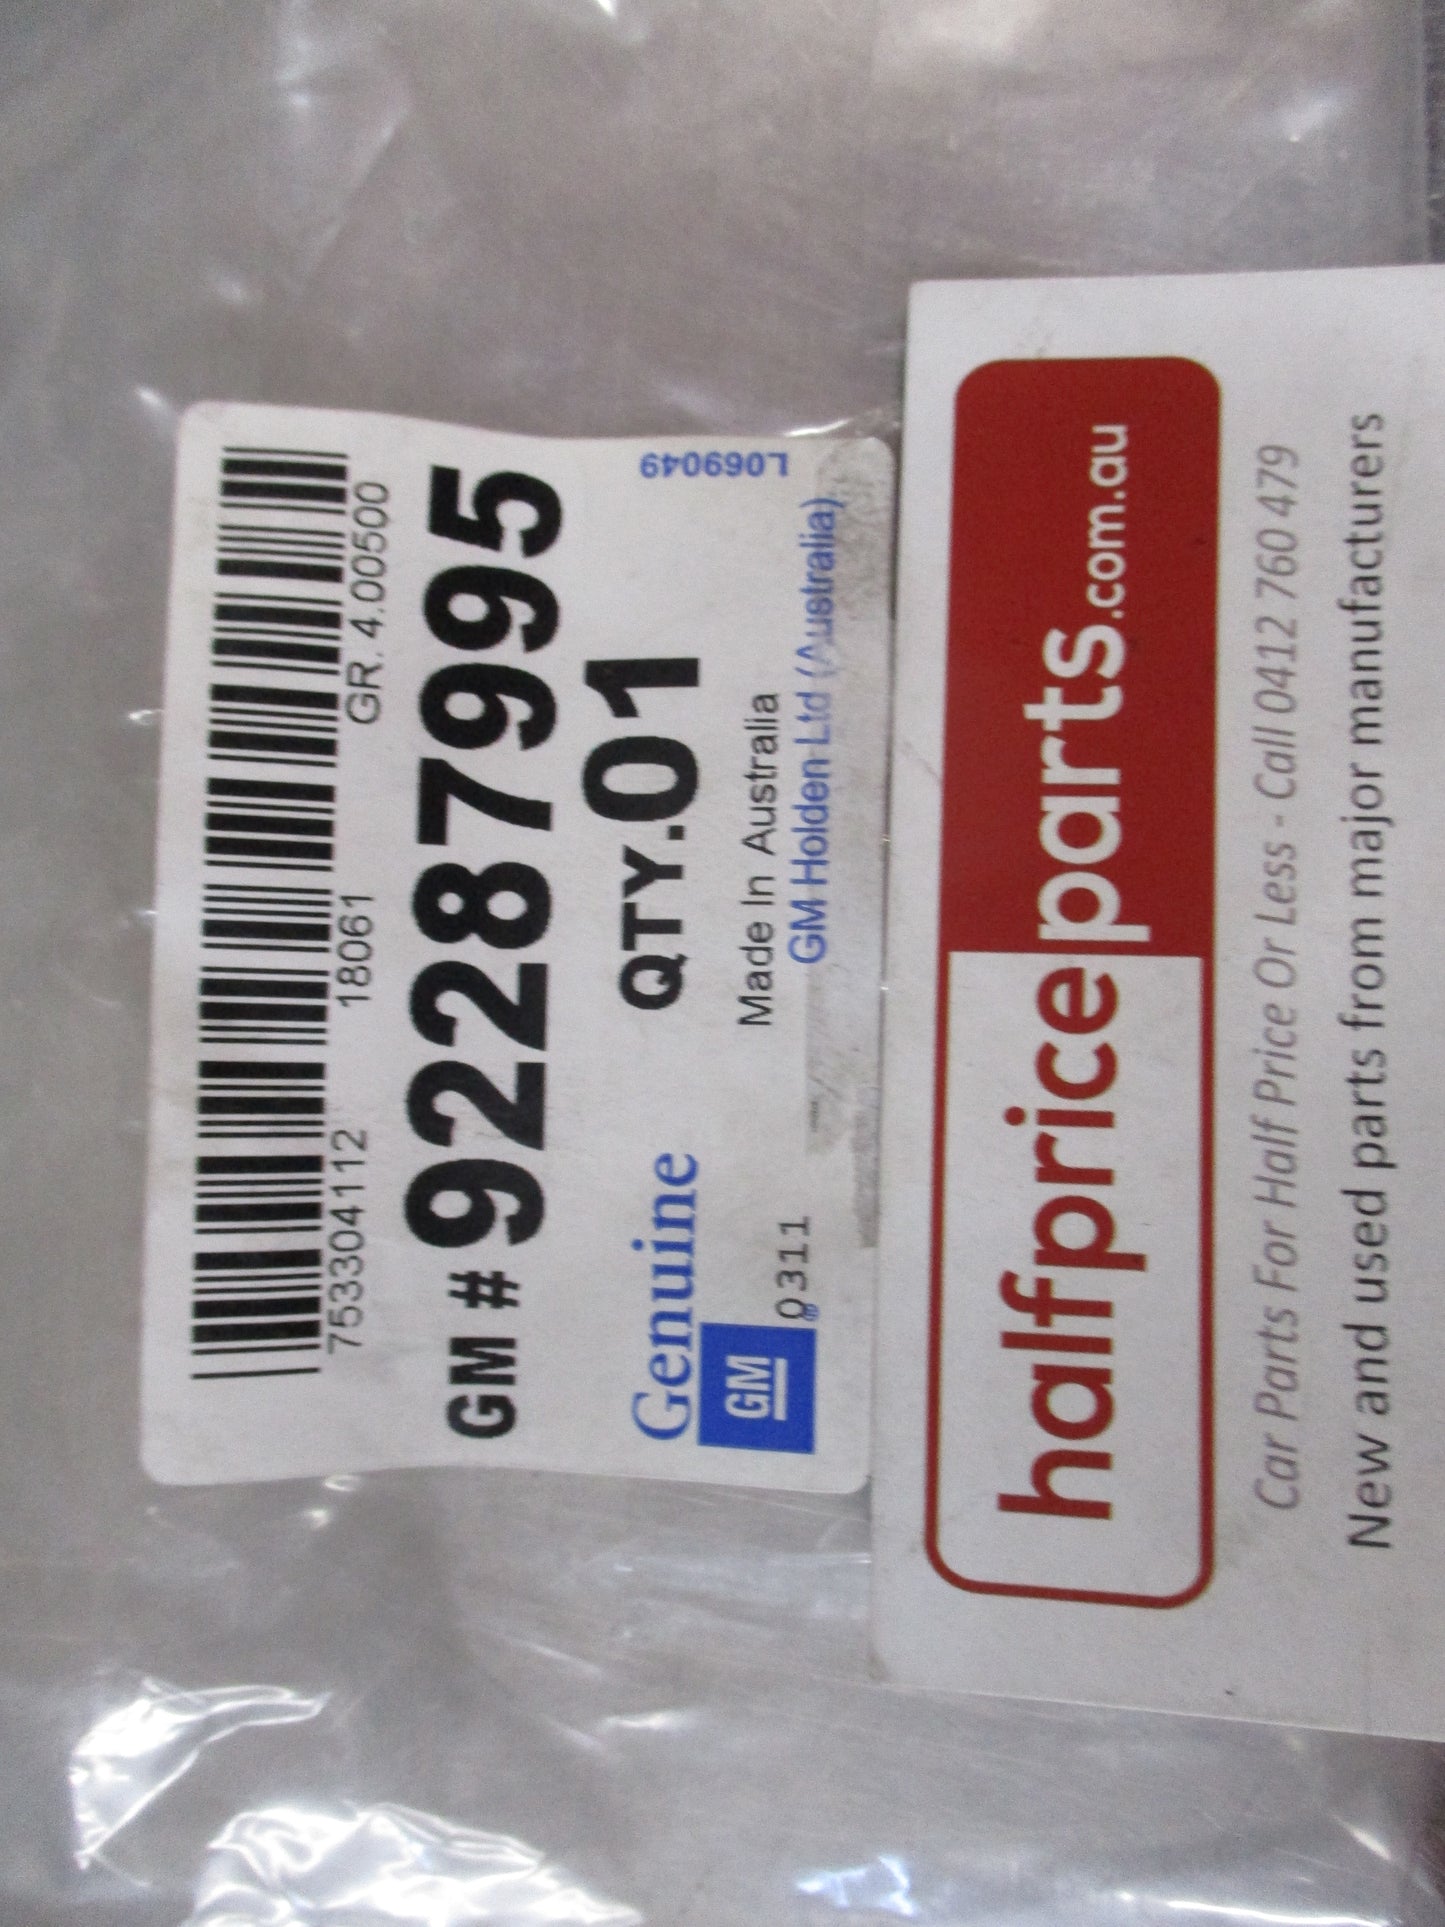 753304112 18061 GR. 4.00500
GM # 92287995
QTY.01
Genuine
GM
0311
Made In Australia
GM Holden Ltd (Australia)
L069049
halfpriceparts.com.au
Car Parts For Half Price Or Less - Call 0412 760 479
New and used parts from major manufacturers